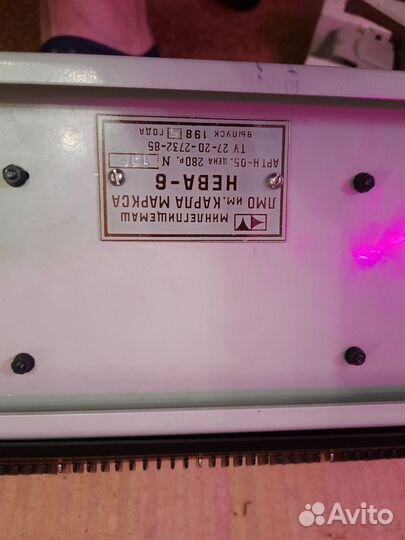 МИНЛЕГПИЩЕМАШ
ЛМО им. КАРЛА МАРКСА
НЕВА-6
АРТ Н-05. ЦЕНА 280р. N
ТУ 27-20-2732-85
ВЫПУСК 198 ГОДА
Avito